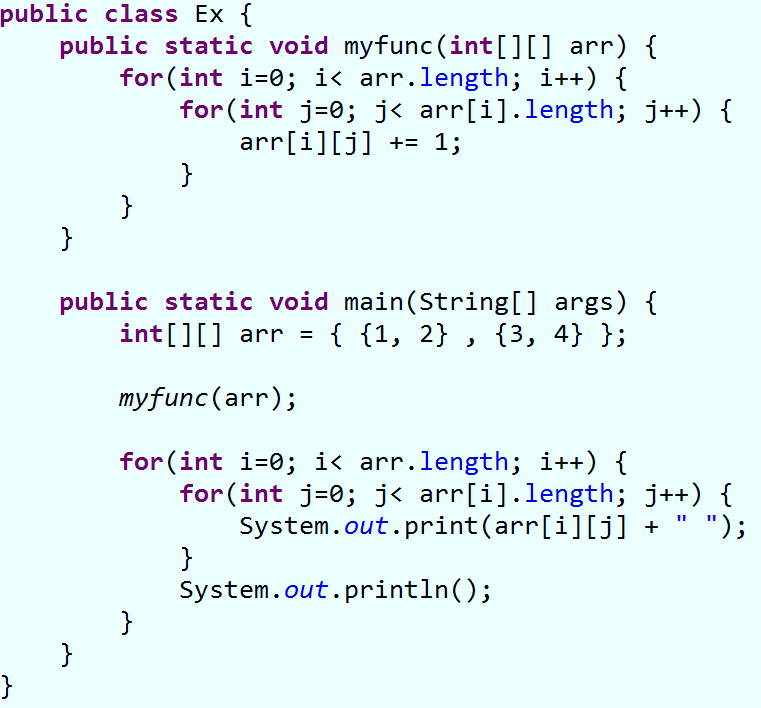 public class Ex {
    public static void myfunc(int[][] arr) {
        for(int i=0; i< arr.length; i++) {
            for(int j=0; j< arr[i].length; j++) {
                arr[i][j] += 1;
            }
        }
    }

    public static void main(String[] args) {
        int[][] arr = { {1, 2} , {3, 4} };

        myfunc(arr);

        for(int i=0; i< arr.length; i++) {
            for(int j=0; j< arr[i].length; j++) {
                System.out.print(arr[i][j] + " ");
            }
            System.out.println();
        }
    }
}